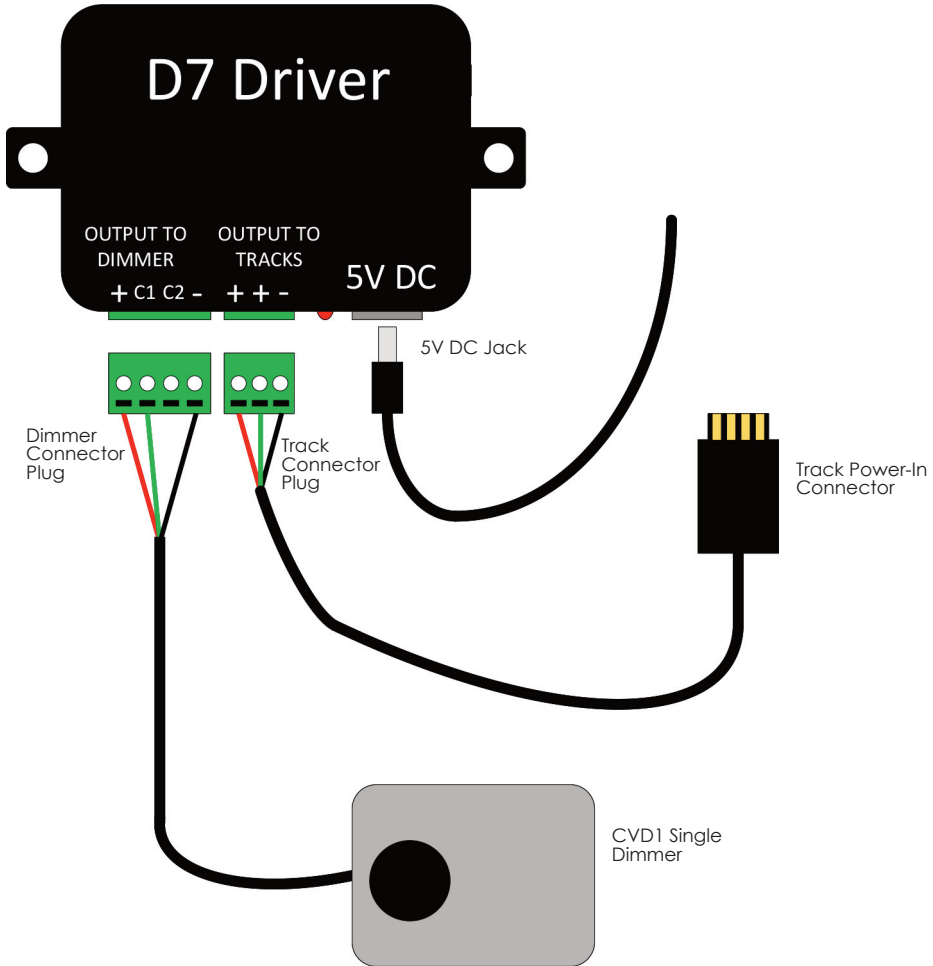 D7 Driver
OUTPUT TO
DIMMER
+ C1 C2 -
OUTPUT TO
TRACKS
+ + -
5V DC
5V DC Jack
Dimmer
Connector
Plug
Track
Connector
Plug
Track Power-In
Connector
CVD1 Single
Dimmer